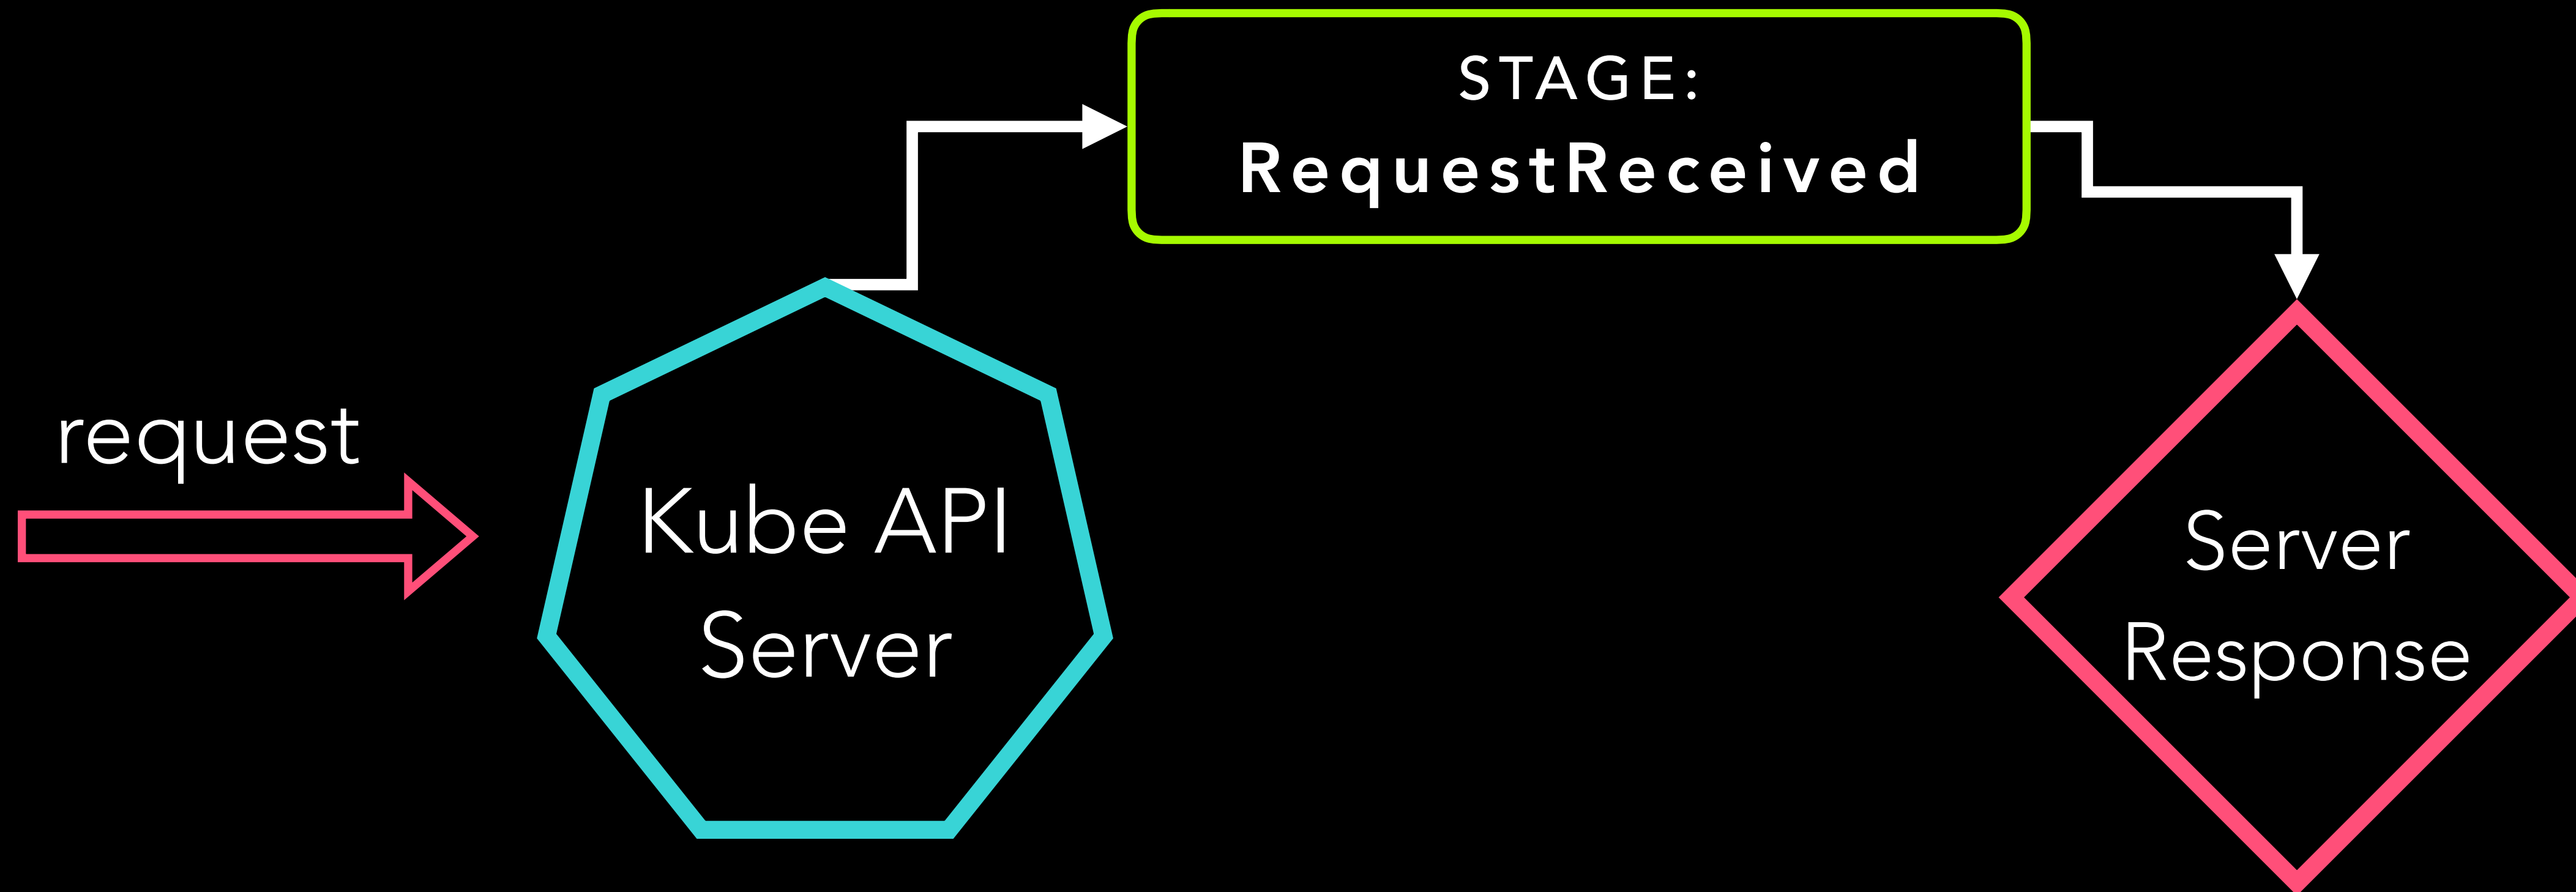 STAGE:
RequestReceived
request
Kube API
Server
Server
Response